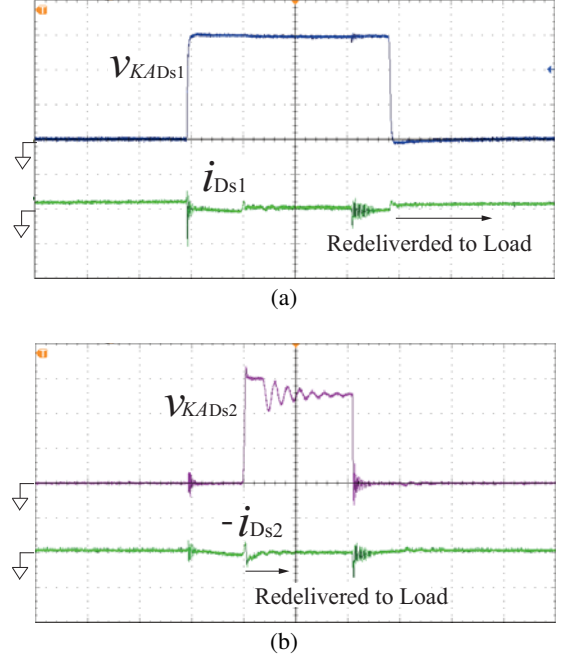 T
vKADs1
iDs1
Redeliverded to Load
(a)
T
vKADs2
-iDs2
Redelivered to Load
(b)